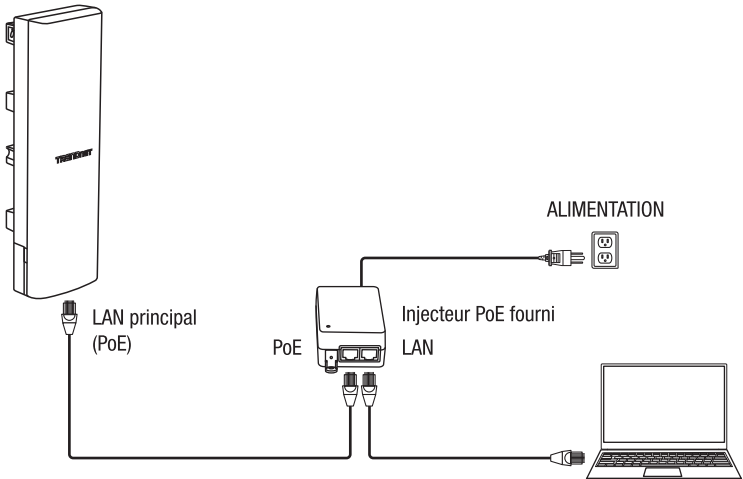 TRENDNET
ALIMENTATION
LAN principal
(PoE)
Injecteur PoE fourni
PoE
LAN